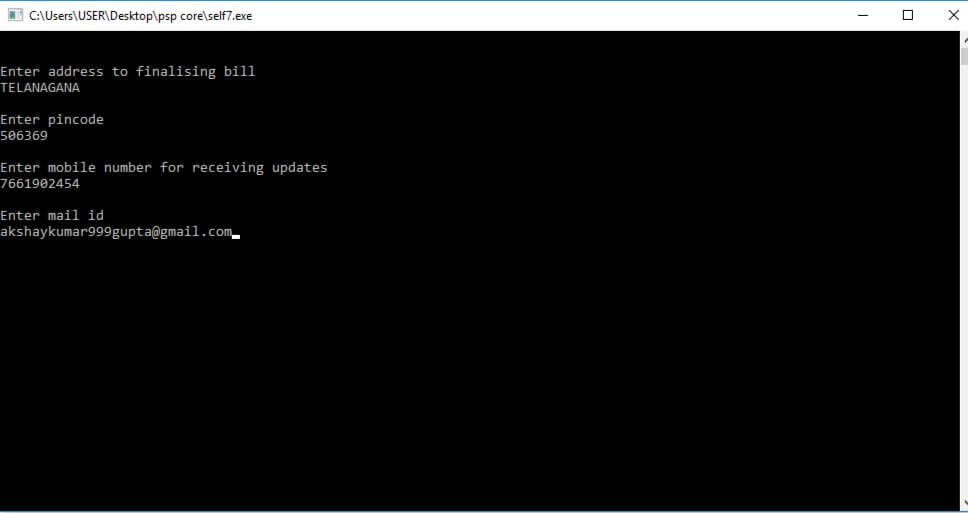 C:\Users\USER\Desktop\psp core\self7.exe
Enter address to finalising bill
TELANAGANA
Enter pincode
506369
Enter mobile number for receiving updates
7661902454
Enter mail id
akshaykumar999gupta@gmail.com